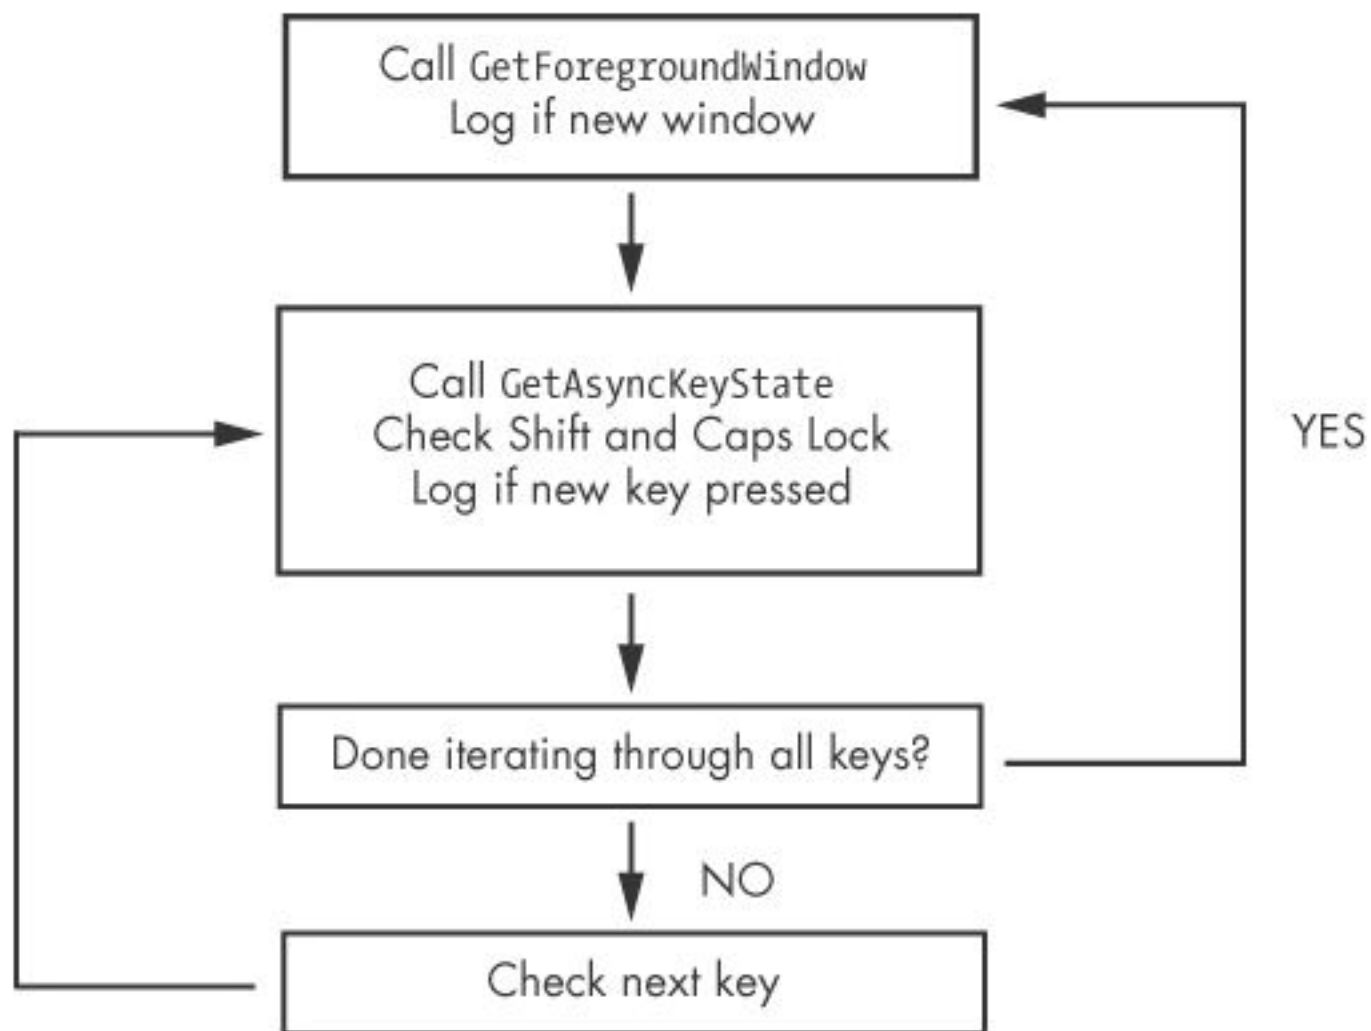 Call GetForegroundWindow
Log if new window
Call GetAsyncKeyState
Check Shift and Caps Lock
Log if new key pressed
YES
Done iterating through all keys?
NO
Check next key